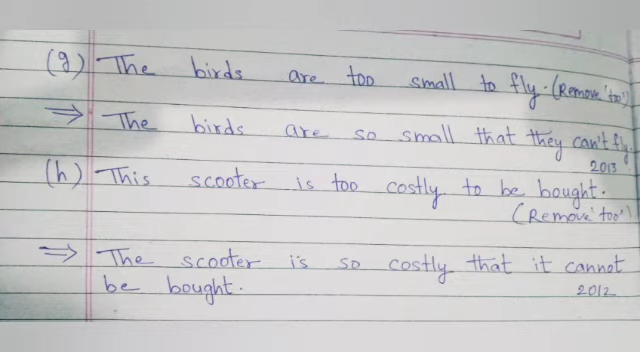 (g) The birds are too small to fly. (Remove 'too')
⇒ The birds are so small that they can't fly.
2013
(h) This scooter is too costly to be bought.
(Remove 'too')
⇒ The scooter is so costly that it cannot
be bought.
2012